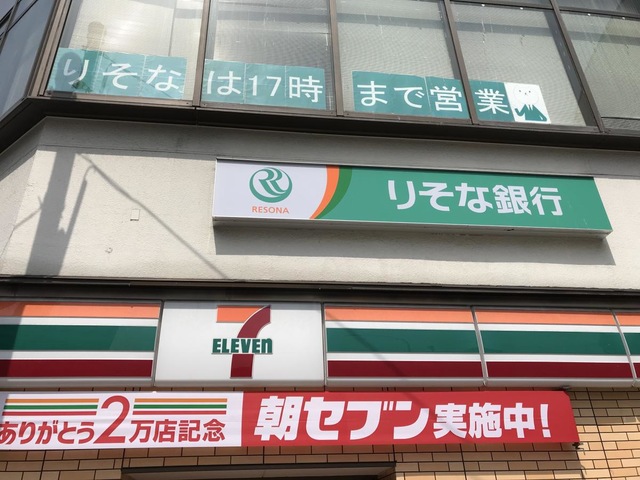 りそなは17時まで営業
りそな銀行
RESONA
ELEVEn
ありがとう2万店記念
朝セブン実施中!